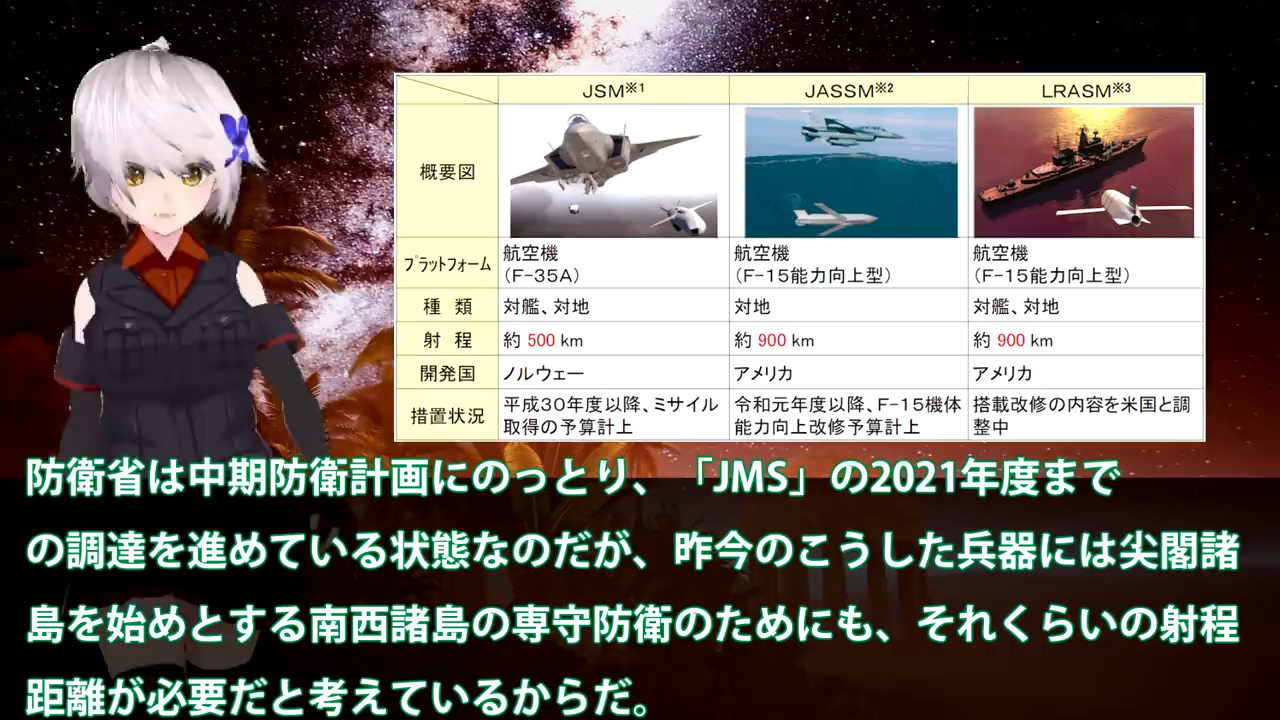 JSM※1 JASSM※2 LRASM※3
概要図
プラットフォーム 航空機 航空機 航空機
(F-35A) (F-15能力向上型) (F-15能力向上型)
種 類 対艦、対地 対地 対艦、対地
射 程 約 500 km 約 900 km 約 900 km
開発国 ノルウェー アメリカ アメリカ
措置状況 平成30年度以降、ミサイル 令和元年度以降、F-15機体 搭載改修の内容を米国と調
取得の予算計上 能力向上改修予算計上 整中
防衛省は中期防衛計画にのっとり、「JMS」の2021年度まで
の調達を進めている状態なのだが、昨今のこうした兵器には尖閣諸
島を始めとする南西諸島の専守防衛のためにも、それくらいの射程
距離が必要だと考えているからだ。